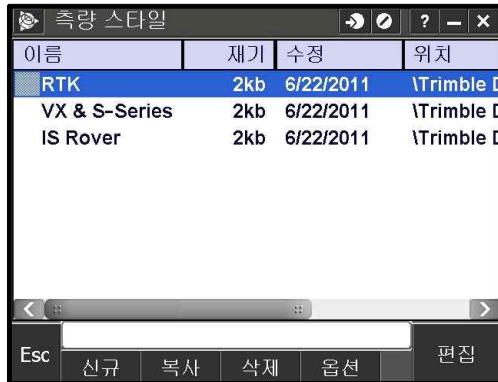 측량 스타일 ? – ×
이름 재기 수정 위치
RTK 2kb 6/22/2011 \Trimble D
VX & S-Series 2kb 6/22/2011 \Trimble D
IS Rover 2kb 6/22/2011 \Trimble D
Esc 신규 복사 삭제 옵션 편집